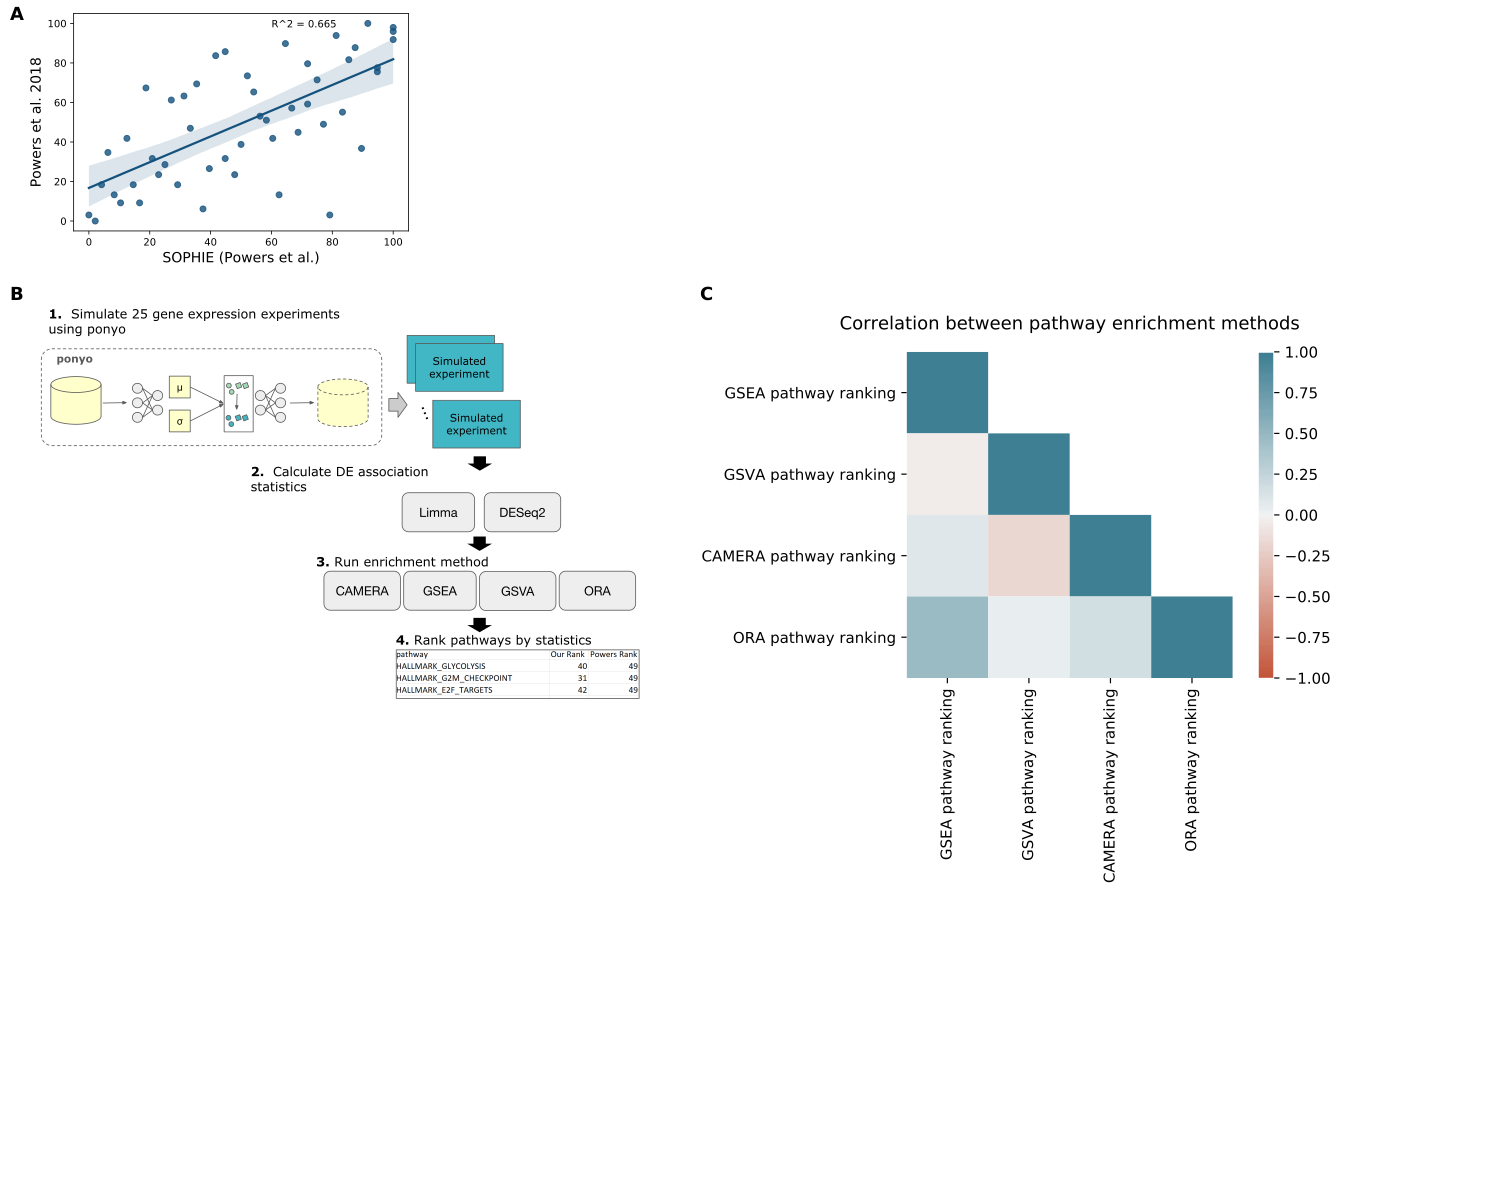 A
R^2 = 0.665
100
80
60
40
20
0
Powers et al. 2018
0 20 40 60 80 100
SOPHIE (Powers et al.)
B
1. Simulate 25 gene expression experiments
using ponyo
ponyo
μ
σ
Simulated
experiment
Simulated
experiment
2. Calculate DE association
statistics
Limma DESeq2
3. Run enrichment method
CAMERA GSEA GSVA ORA
4. Rank pathways by statistics
pathway Our Rank Powers Rank
HALLMARK_GLYCOLYSIS 40 49
HALLMARK_G2M_CHECKPOINT 31 49
HALLMARK_E2F_TARGETS 42 49
C
Correlation between pathway enrichment methods
GSEA pathway ranking
GSVA pathway ranking
CAMERA pathway ranking
ORA pathway ranking
GSEA pathway ranking
GSVA pathway ranking
CAMERA pathway ranking
ORA pathway ranking
1.00
0.75
0.50
0.25
0.00
−0.25
−0.50
−0.75
−1.00